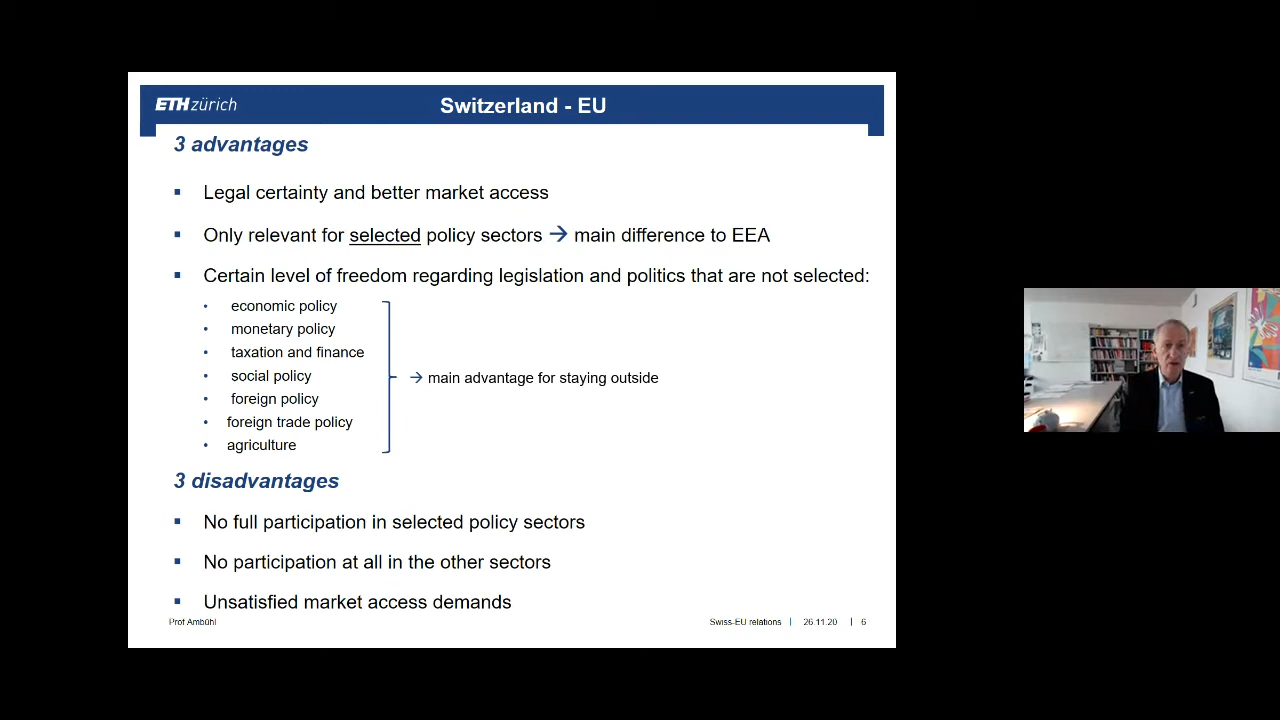 ETH zürich
Switzerland - EU
3 advantages
▪ Legal certainty and better market access
▪ Only relevant for selected policy sectors → main difference to EEA
▪ Certain level of freedom regarding legislation and politics that are not selected:
• economic policy
• monetary policy
• taxation and finance
• social policy
• foreign policy
• foreign trade policy
• agriculture
→ main advantage for staying outside
3 disadvantages
▪ No full participation in selected policy sectors
▪ No participation at all in the other sectors
▪ Unsatisfied market access demands
Prof Ambühl
Swiss-EU relations | 26.11.20 | 6